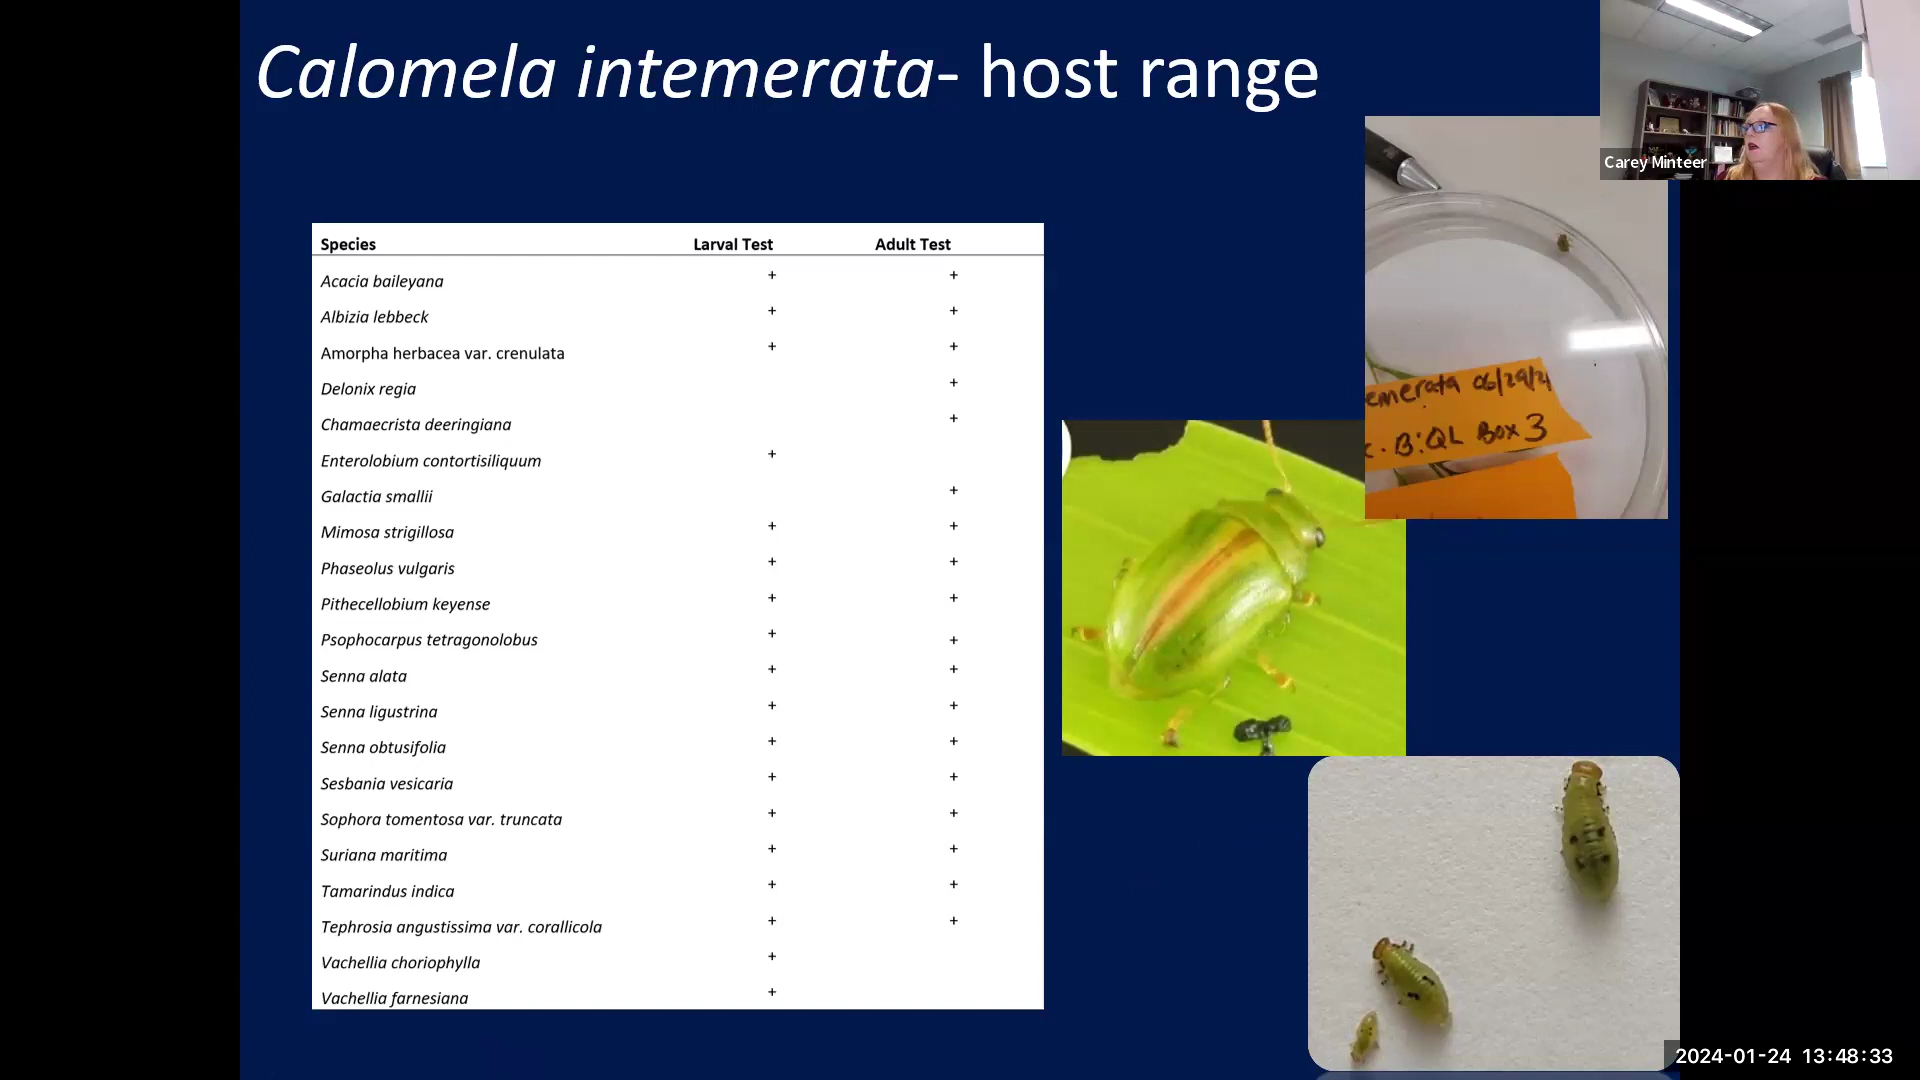 Calomela intemerata- host range
Carey Minteer
Species Larval Test Adult Test
Acacia baileyana + +
Albizia lebbeck + +
Amorpha herbacea var. crenulata + +
Delonix regia +
Chamaecrista deeringiana +
Enterolobium contortisiliquum +
Galactia smallii +
Mimosa strigillosa + +
Phaseolus vulgaris + +
Pithecellobium keyense + +
Psophocarpus tetragonolobus + +
Senna alata + +
Senna ligustrina + +
Senna obtusifolia + +
Sesbania vesicaria + +
Sophora tomentosa var. truncata + +
Suriana maritima + +
Tamarindus indica + +
Tephrosia angustissima var. corallicola + +
Vachellia choriophylla +
Vachellia farnesiana +
emerata 06/29/21
B:QL Box 3
2024-01-24 13:48:33